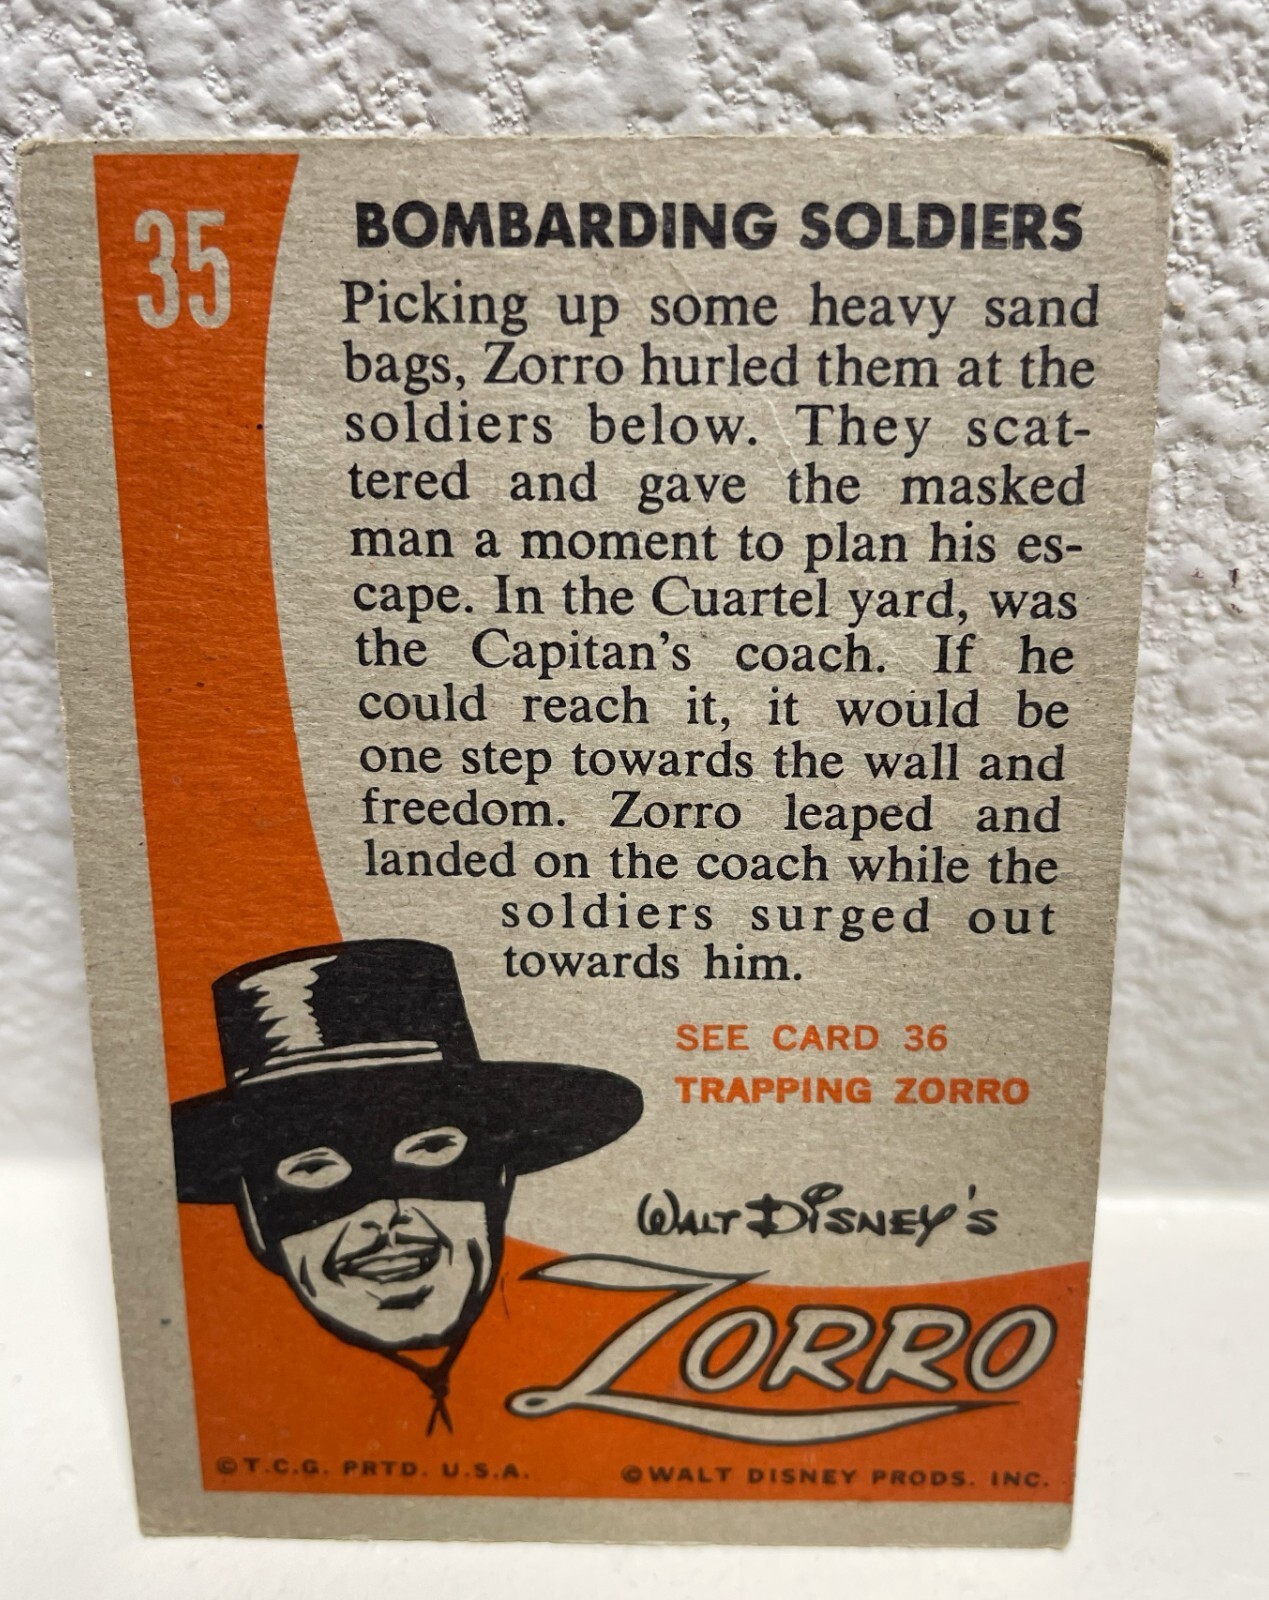 35
BOMBARDING SOLDIERS
Picking up some heavy sand
bags, Zorro hurled them at the
soldiers below. They scat-
tered and gave the masked
man a moment to plan his es-
cape. In the Cuartel yard, was
the Capitan's coach. If he
could reach it, it would be
one step towards the wall and
freedom. Zorro leaped and
landed on the coach while the
soldiers surged out
towards him.
SEE CARD 36
TRAPPING ZORRO
WALT DISNEY'S
ZORRO
©T.C.G. PRTD. U.S.A.
©WALT DISNEY PRODS. INC.